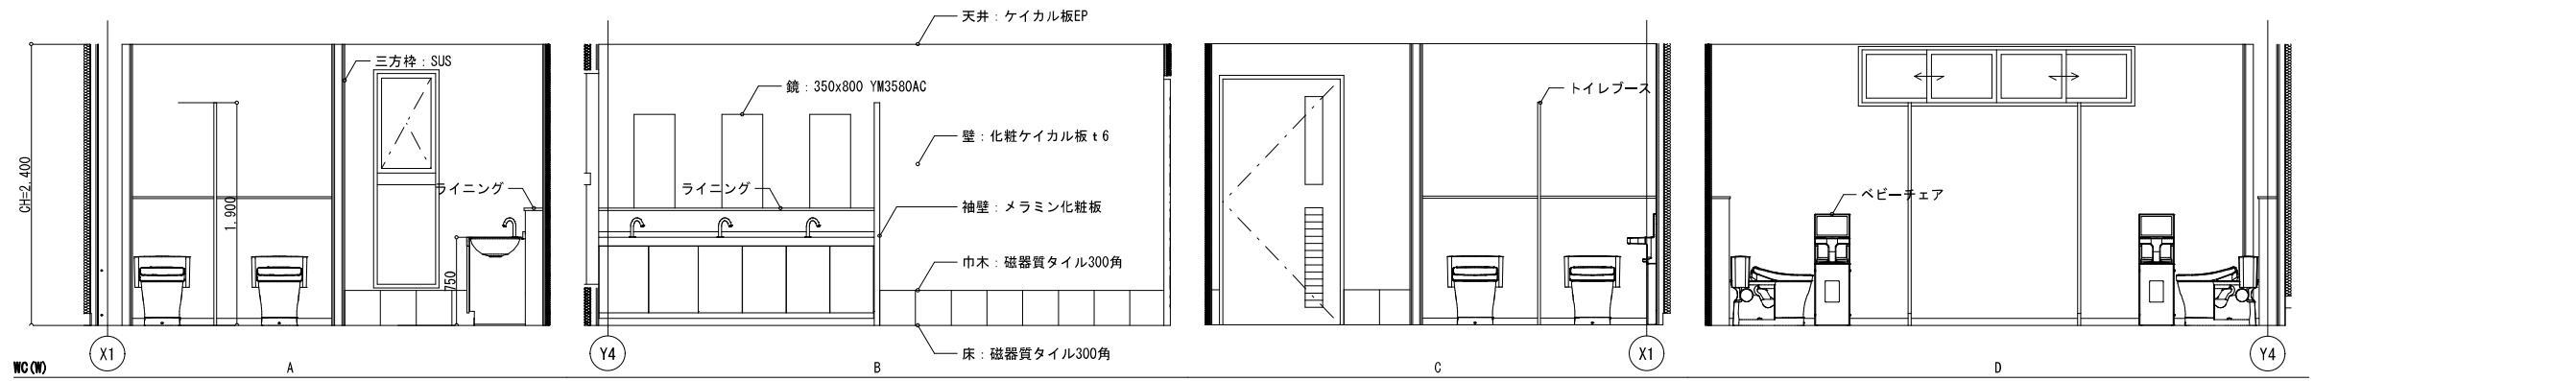 天井：ケイカル板EP
三方枠：SUS
鏡：350x800 YM3580AC
トイレブース
壁：化粧ケイカル板ｔ6
CH=2,400
1,900
ライニング
ライニング
袖壁：メラミン化粧板
ベビーチェア
巾木：磁器質タイル300角
750
床：磁器質タイル300角
X1
Y4
X1
Y4
WC(W)
A
B
C
D